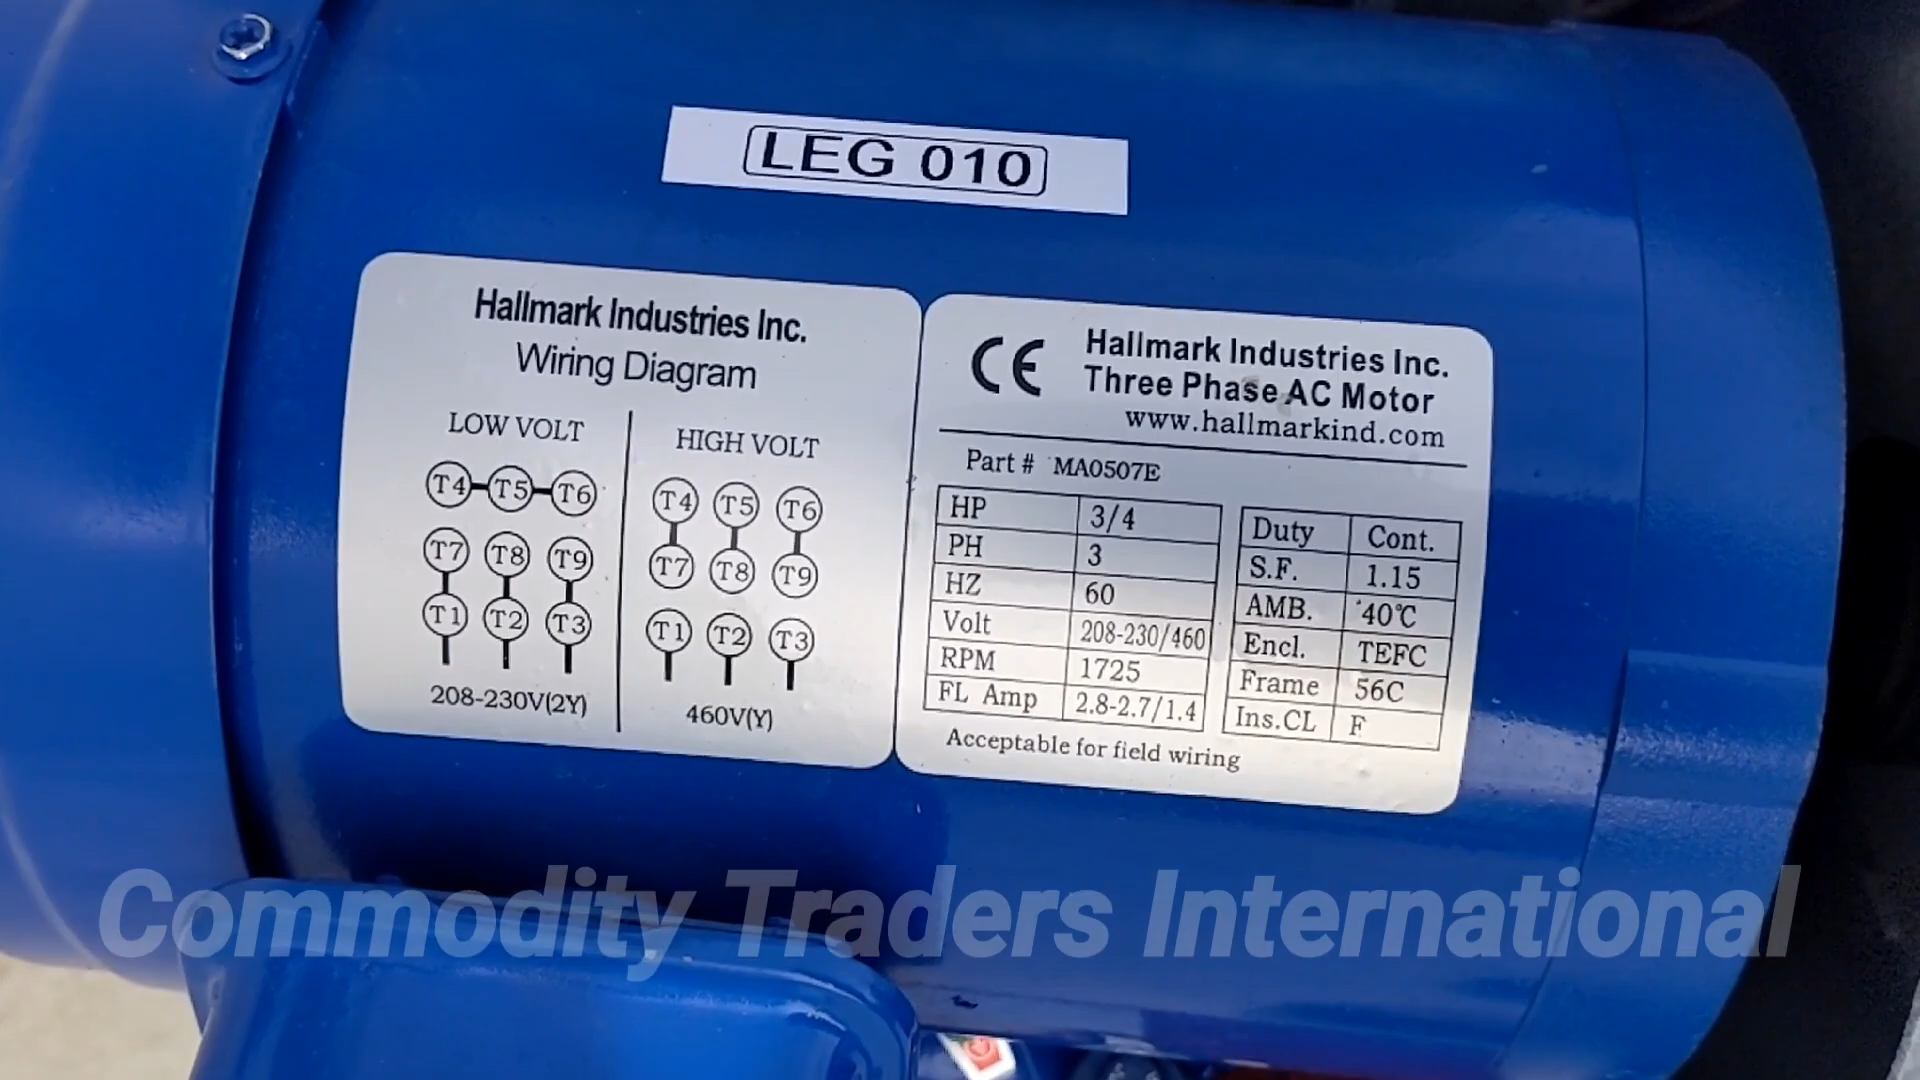 LEG 010
Hallmark Industries Inc.
Wiring Diagram
LOW VOLT
T4 T5 T6
T7 T8 T9
T1 T2 T3
208-230V(2Y)
HIGH VOLT
T4 T5 T6
T7 T8 T9
T1 T2 T3
460V(Y)
CE
Hallmark Industries Inc.
Three Phase AC Motor
www.hallmarkind.com
Part # MA0507E
HP 3/4
PH 3
HZ 60
Volt 208-230/460
RPM 1725
FL Amp 2.8-2.7/1.4
Duty Cont.
S.F. 1.15
AMB. 40℃
Encl. TEFC
Frame 56C
Ins.CL F
Acceptable for field wiring
Commodity Traders International